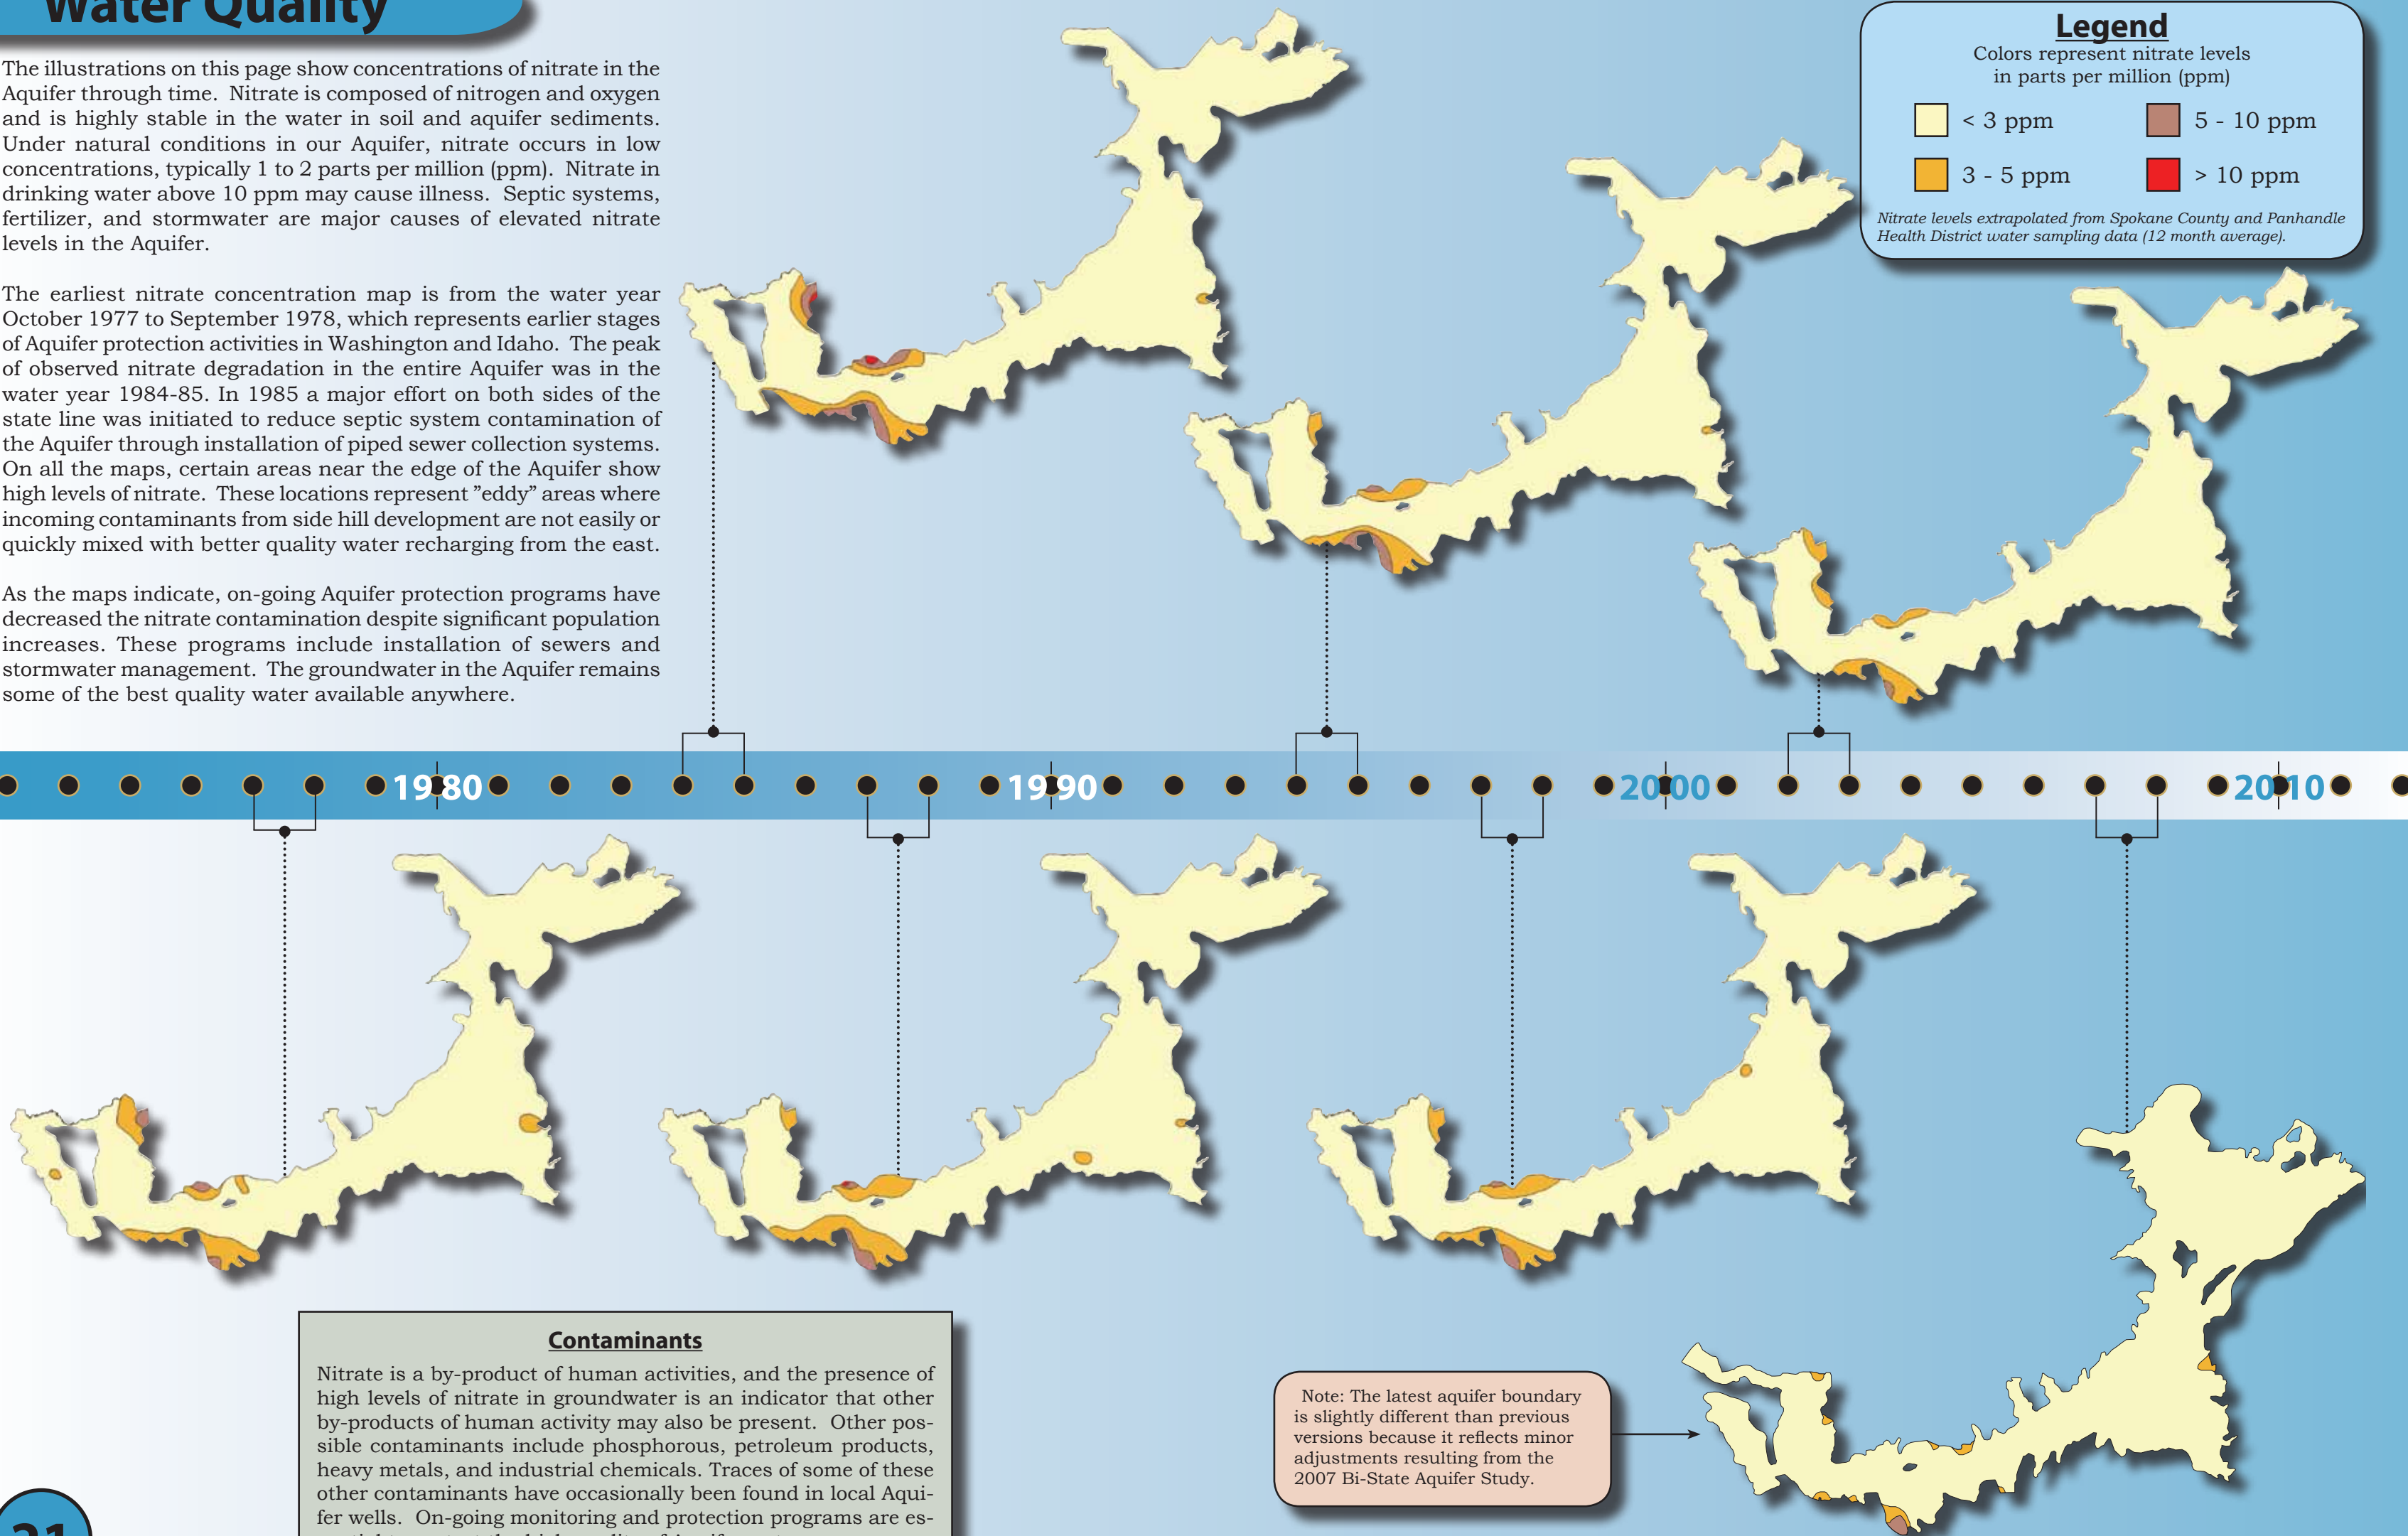 Water Quality
The illustrations on this page show concentrations of nitrate in the
Aquifer through time. Nitrate is composed of nitrogen and oxygen
and is highly stable in the water in soil and aquifer sediments.
Under natural conditions in our Aquifer, nitrate occurs in low
concentrations, typically 1 to 2 parts per million (ppm). Nitrate in
drinking water above 10 ppm may cause illness. Septic systems,
fertilizer, and stormwater are major causes of elevated nitrate
levels in the Aquifer.
The earliest nitrate concentration map is from the water year
October 1977 to September 1978, which represents earlier stages
of Aquifer protection activities in Washington and Idaho. The peak
of observed nitrate degradation in the entire Aquifer was in the
water year 1984-85. In 1985 a major effort on both sides of the
state line was initiated to reduce septic system contamination of
the Aquifer through installation of piped sewer collection systems.
On all the maps, certain areas near the edge of the Aquifer show
high levels of nitrate. These locations represent ”eddy” areas where
incoming contaminants from side hill development are not easily or
quickly mixed with better quality water recharging from the east.
As the maps indicate, on-going Aquifer protection programs have
decreased the nitrate contamination despite significant population
increases. These programs include installation of sewers and
stormwater management. The groundwater in the Aquifer remains
some of the best quality water available anywhere.
Legend
Colors represent nitrate levels
in parts per million (ppm)
< 3 ppm
5 - 10 ppm
3 - 5 ppm
> 10 ppm
Nitrate levels extrapolated from Spokane County and Panhandle
Health District water sampling data (12 month average).
1980
1990
2000
2010
Contaminants
Nitrate is a by-product of human activities, and the presence of
high levels of nitrate in groundwater is an indicator that other
by-products of human activity may also be present. Other pos-
sible contaminants include phosphorous, petroleum products,
heavy metals, and industrial chemicals. Traces of some of these
other contaminants have occasionally been found in local Aqui-
fer wells. On-going monitoring and protection programs are es-
Note: The latest aquifer boundary
is slightly different than previous
versions because it reflects minor
adjustments resulting from the
2007 Bi-State Aquifer Study.